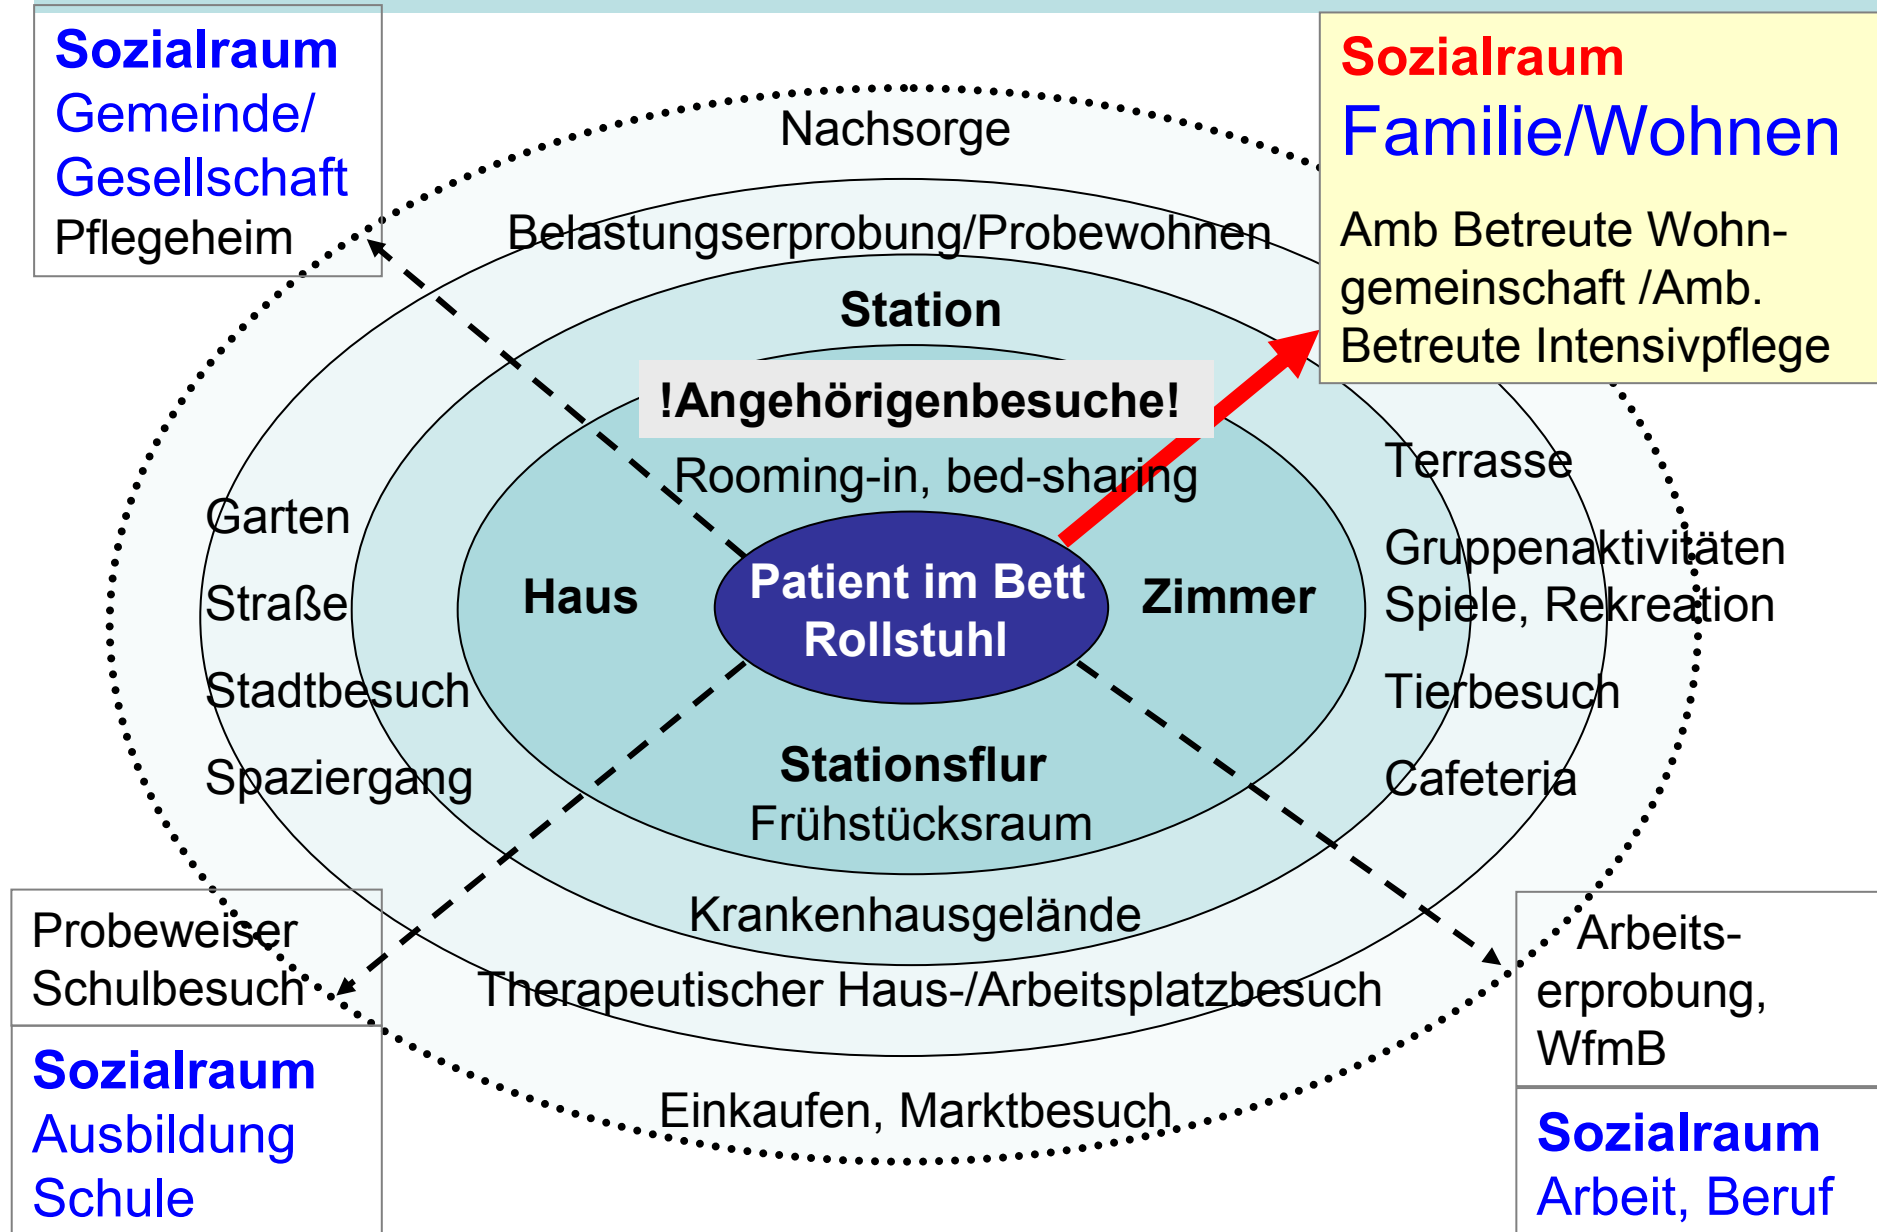 Sozialraum
Gemeinde/
Gesellschaft
Pflegeheim
Sozialraum
Familie/Wohnen
Amb Betreute Wohn-
gemeinschaft /Amb.
Betreute Intensivpflege
Nachsorge
Belastungserprobung/Probewohnen
Station
!Angehörigenbesuche!
Rooming-in, bed-sharing
Garten
Straße
Stadtbesuch
Spaziergang
Haus
Patient im Bett
Rollstuhl
Zimmer
Terrasse
Gruppenaktivitäten
Spiele, Rekreation
Tierbesuch
Cafeteria
Stationsflur
Frühstücksraum
Krankenhausgelände
Therapeutischer Haus-/Arbeitsplatzbesuch
Einkaufen, Marktbesuch
Probeweiser
Schulbesuch
Sozialraum
Ausbildung
Schule
Arbeits-
erprobung,
WfmB
Sozialraum
Arbeit, Beruf